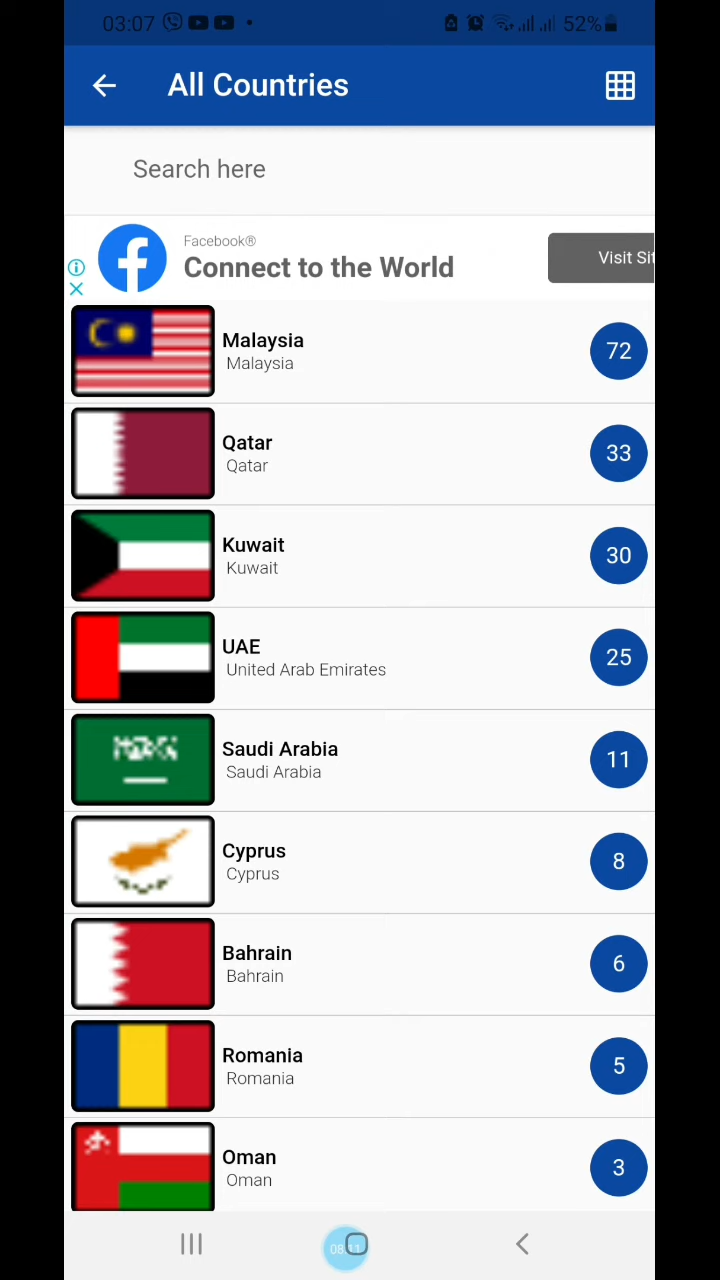 03:07 52%
All Countries
Search here
Facebook®
Connect to the World
Visit Sit
Malaysia
Malaysia
72
Qatar
Qatar
33
Kuwait
Kuwait
30
UAE
United Arab Emirates
25
Saudi Arabia
Saudi Arabia
11
Cyprus
Cyprus
8
Bahrain
Bahrain
6
Romania
Romania
5
Oman
Oman
3